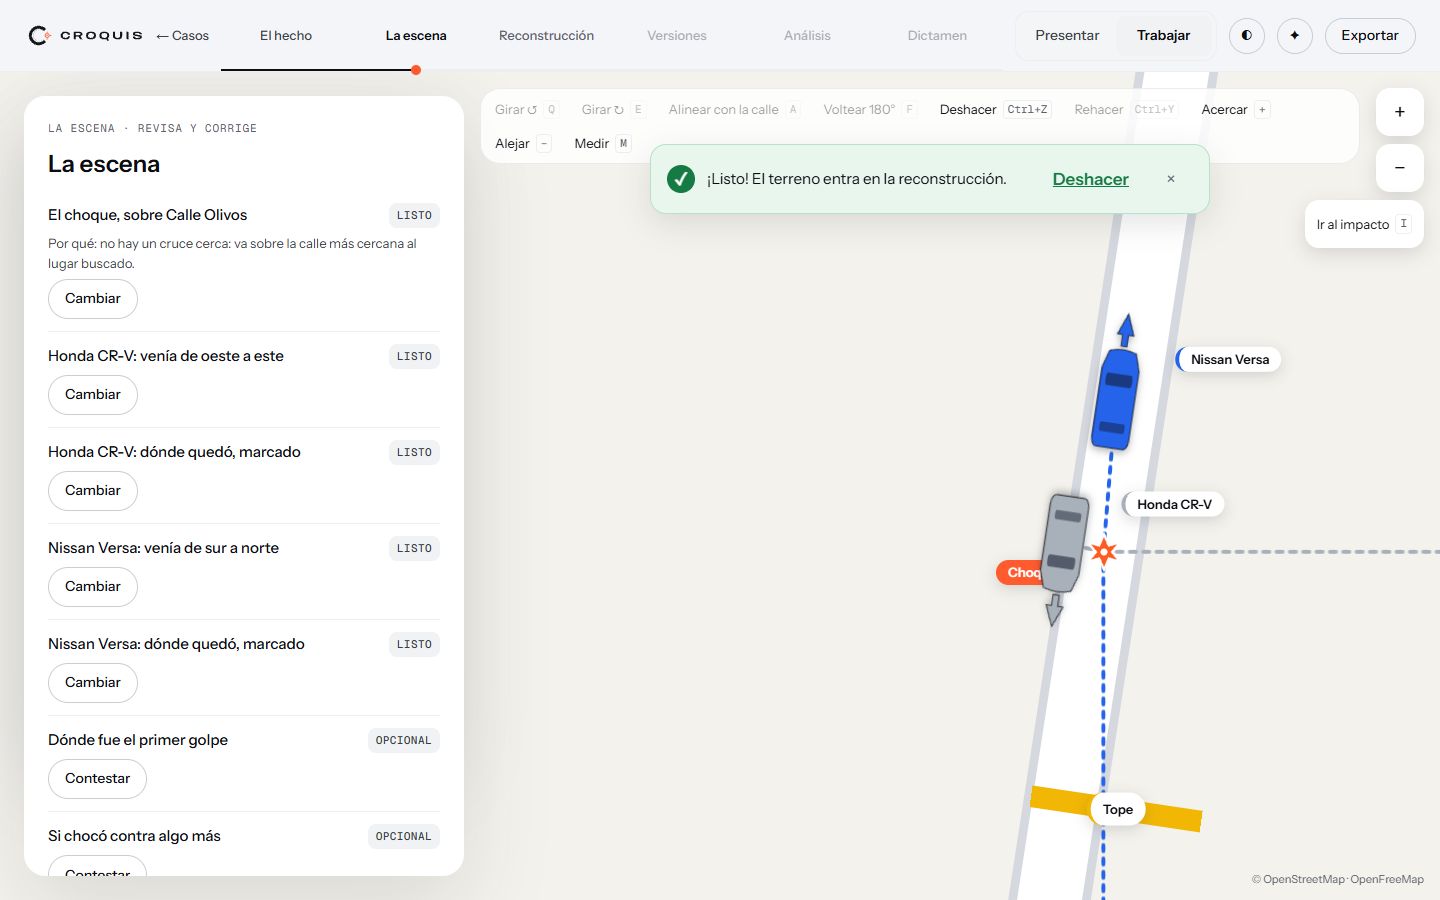 CROQUIS
← Casos
El hecho
La escena
Reconstrucción
Versiones
Análisis
Dictamen
Presentar
Trabajar
Exportar
LA ESCENA · REVISA Y CORRIGE
La escena
El choque, sobre Calle Olivos
LISTO
Por qué: no hay un cruce cerca: va sobre la calle más cercana al
lugar buscado.
Cambiar
Honda CR-V: venía de oeste a este
LISTO
Cambiar
Honda CR-V: dónde quedó, marcado
LISTO
Cambiar
Nissan Versa: venía de sur a norte
LISTO
Cambiar
Nissan Versa: dónde quedó, marcado
LISTO
Cambiar
Dónde fue el primer golpe
OPCIONAL
Contestar
Si chocó contra algo más
OPCIONAL
Contestar
Girar ↺ Q
Girar ↻ E
Alinear con la calle A
Voltear 180° F
Deshacer Ctrl+Z
Rehacer Ctrl+Y
Acercar +
Alejar −
Medir M
¡Listo! El terreno entra en la reconstrucción.
Deshacer
×
+
−
Ir al impacto I
Nissan Versa
Honda CR-V
Choq
Tope
© OpenStreetMap · OpenFreeMap